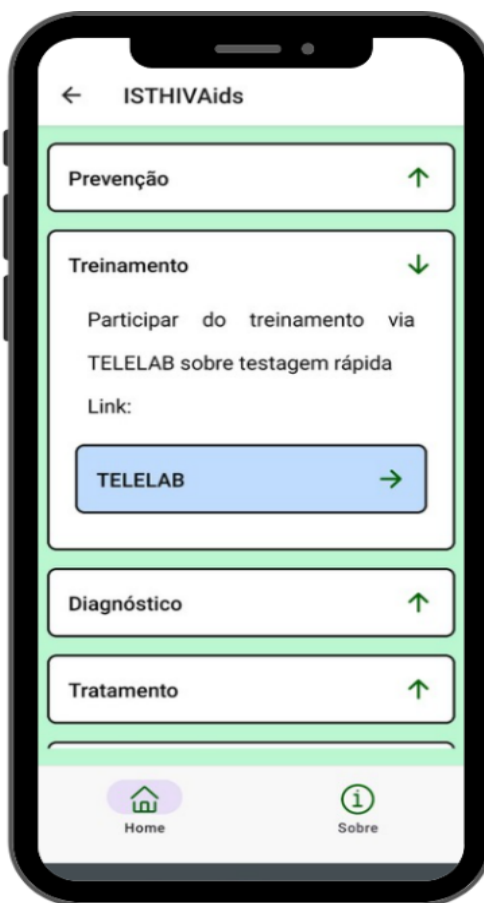 ISTHIVAids
Prevenção
Treinamento
Participar do treinamento via
TELELAB sobre testagem rápida
Link:
TELELAB
Diagnóstico
Tratamento
Home
Sobre